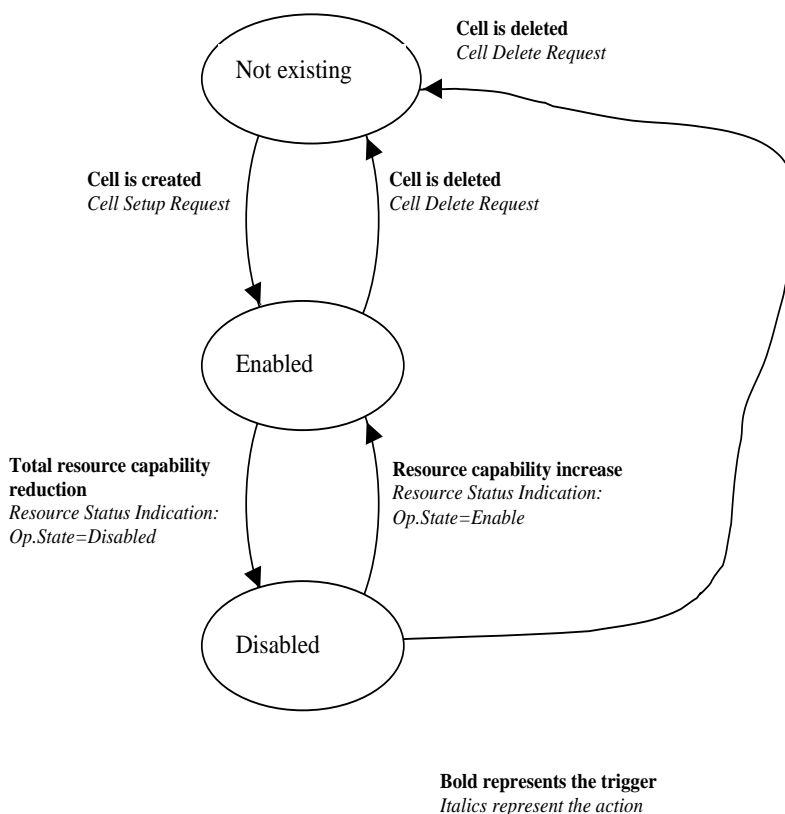 Cell is deleted
Cell Delete Request
Not existing
Cell is created
Cell Setup Request
Cell is deleted
Cell Delete Request
Enabled
Total resource capability
reduction
Resource Status Indication:
Op.State=Disabled
Resource capability increase
Resource Status Indication:
Op.State=Enable
Disabled
Bold represents the trigger
Italics represent the action